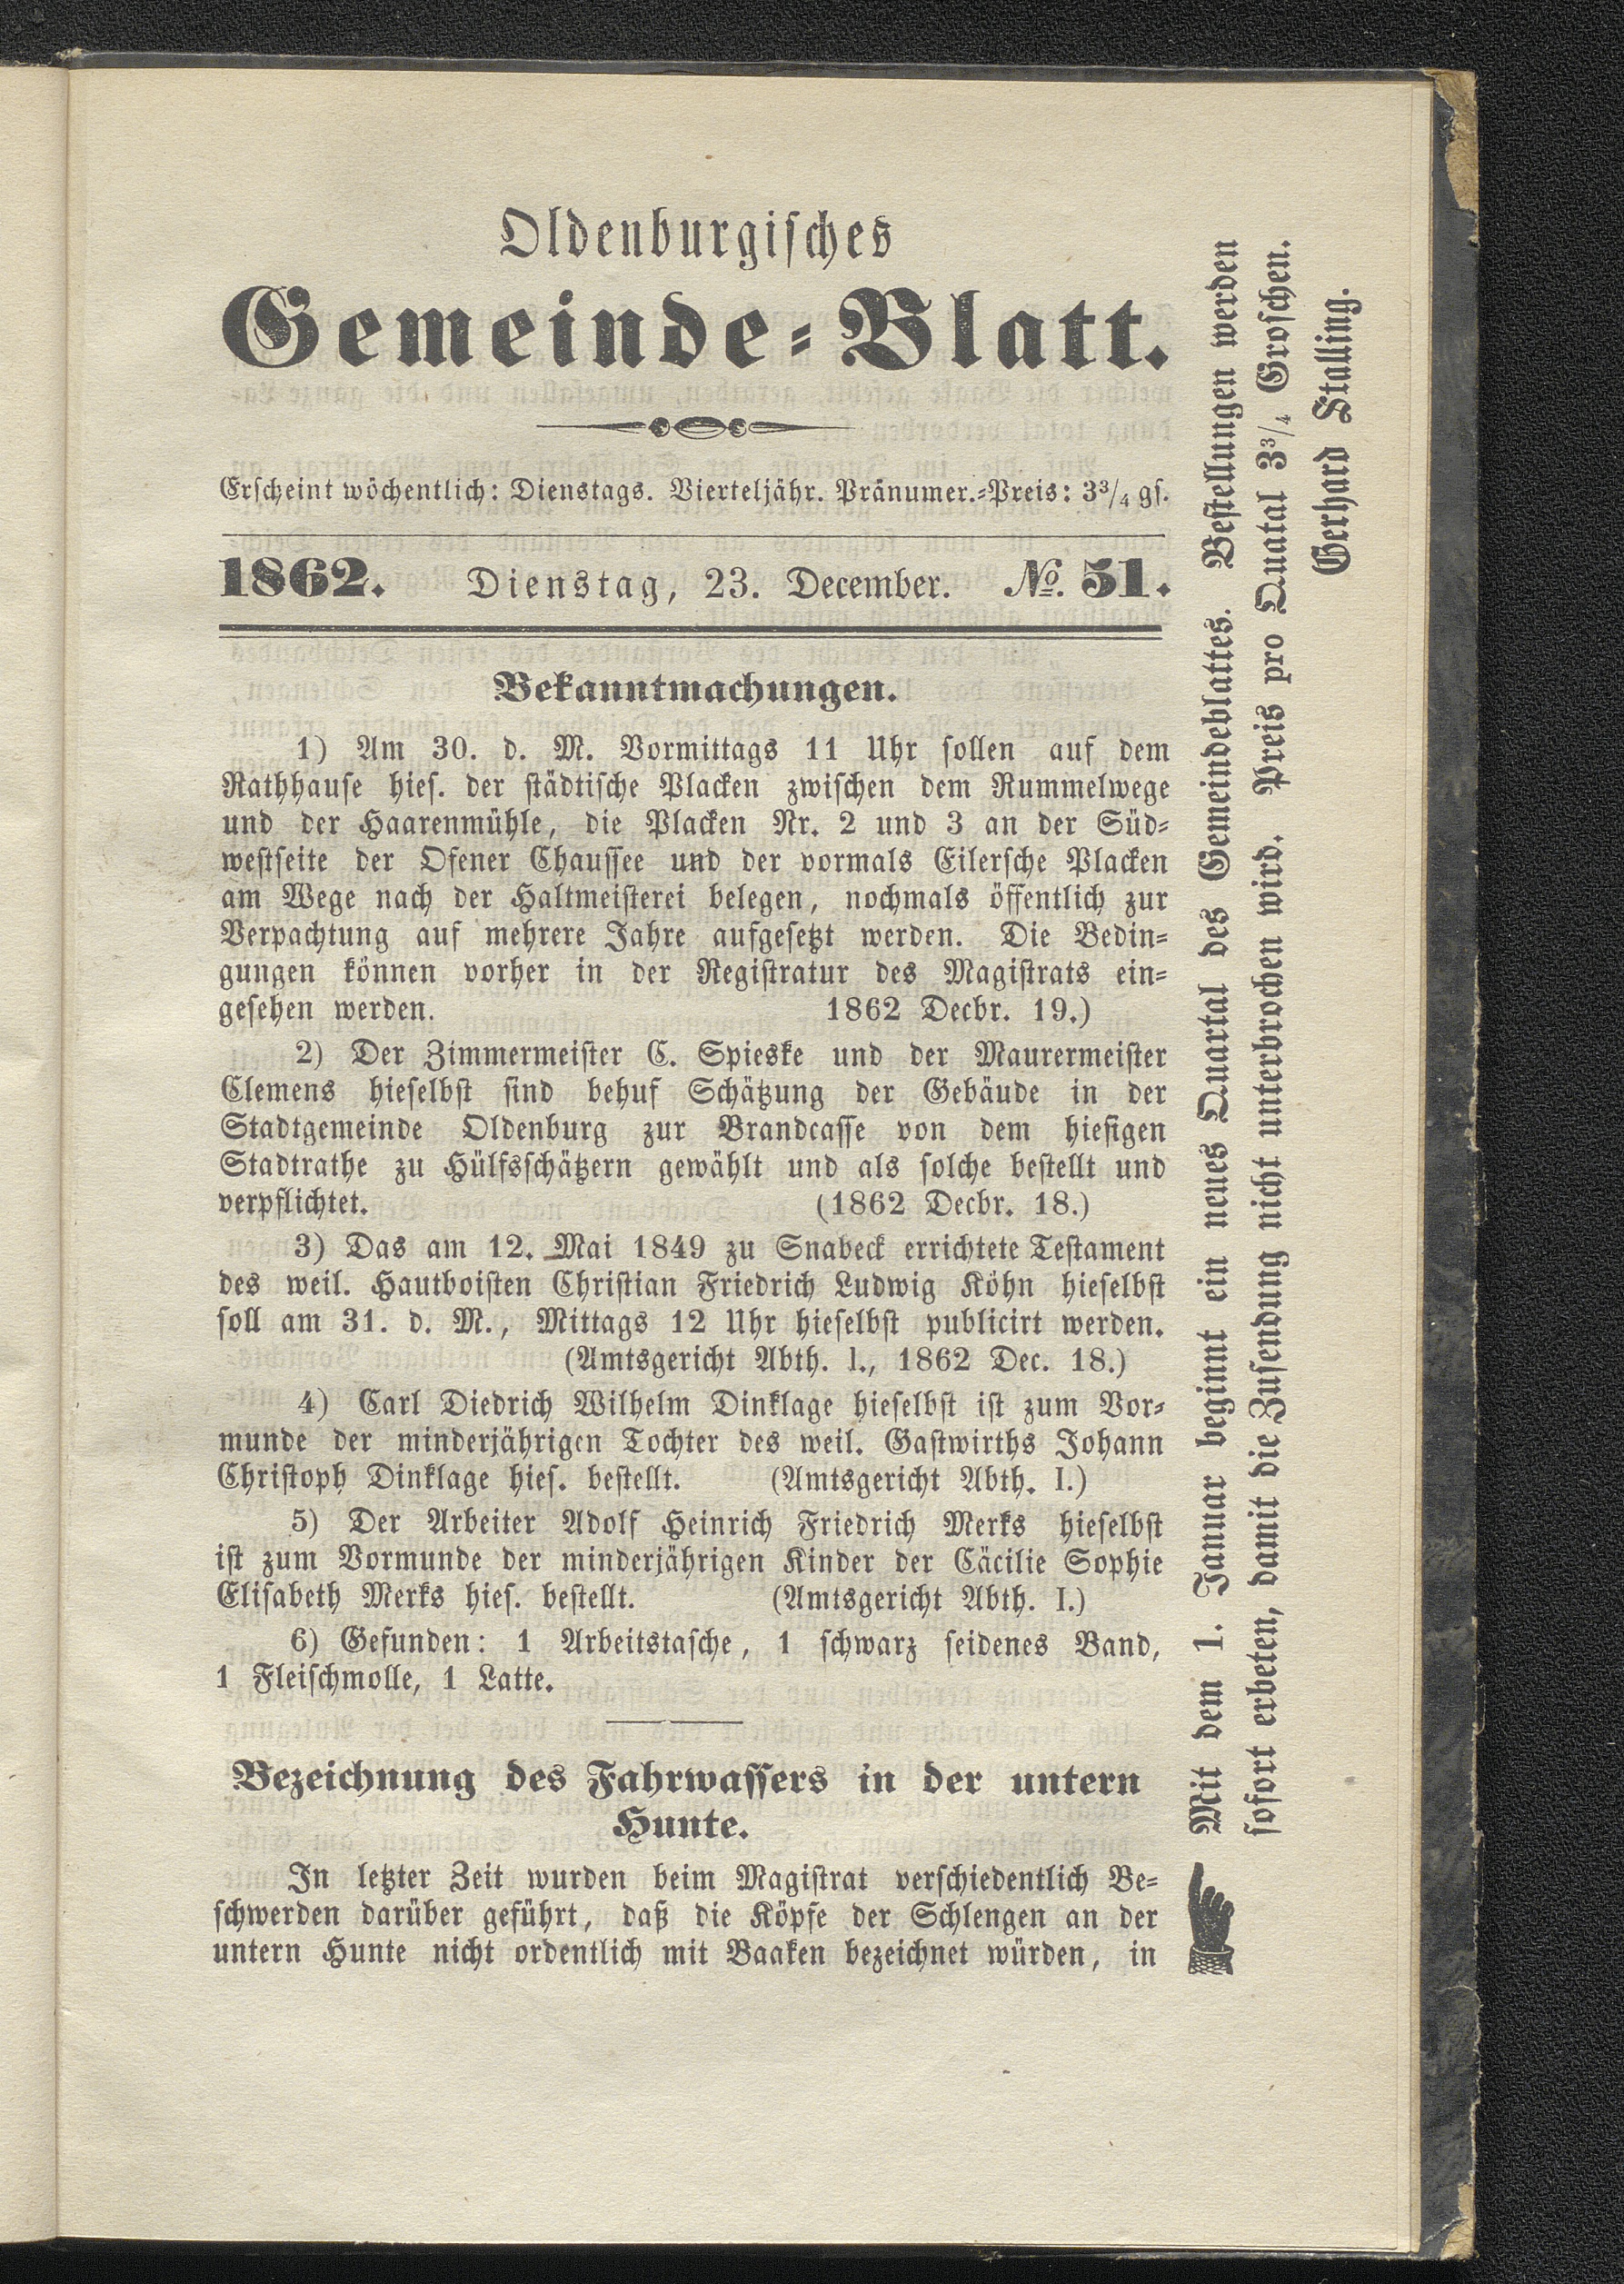 Oldenburgisches
Gemeinde-Blatt.
Erscheint wöchentlich: Dienstags. Vierteljähr. Pränumer.-Preis: 3³/₄ gs.
1862. Dienstag, 23. December. №. 51.
Bekanntmachungen.
1) Am 30. d. M. Vormittags 11 Uhr sollen auf dem
Rathhause hies. der städtische Placken zwischen dem Rummelwege
und der Haarenmühle, die Placken Nr. 2 und 3 an der Süd-
westseite der Ofener Chaussee und der vormals Eilersche Placken
am Wege nach der Haltmeisterei belegen, nochmals öffentlich zur
Verpachtung auf mehrere Jahre aufgesetzt werden. Die Bedin-
gungen können vorher in der Registratur des Magistrats ein-
gesehen werden. 1862 Decbr. 19.)
2) Der Zimmermeister C. Spieske und der Maurermeister
Clemens hieselbst sind behuf Schätzung der Gebäude in der
Stadtgemeinde Oldenburg zur Brandcasse von dem hiesigen
Stadtrathe zu Hülfsschätzern gewählt und als solche bestellt und
verpflichtet. (1862 Decbr. 18.)
3) Das am 12. Mai 1849 zu Snabeck errichtete Testament
des weil. Hautboisten Christian Friedrich Ludwig Köhn hieselbst
soll am 31. d. M., Mittags 12 Uhr hieselbst publicirt werden.
(Amtsgericht Abth. l., 1862 Dec. 18.)
4) Carl Diedrich Wilhelm Dinklage hieselbst ist zum Vor-
munde der minderjährigen Tochter des weil. Gastwirths Johann
Christoph Dinklage hies. bestellt. (Amtsgericht Abth. I.)
5) Der Arbeiter Adolf Heinrich Friedrich Merks hieselbst
ist zum Vormunde der minderjährigen Kinder der Cäcilie Sophie
Elisabeth Merks hies. bestellt. (Amtsgericht Abth. I.)
6) Gefunden: 1 Arbeitstasche, 1 schwarz seidenes Band,
1 Fleischmolle, 1 Latte.
Bezeichnung des Fahrwassers in der untern
Hunte.
In letzter Zeit wurden beim Magistrat verschiedentlich Be-
schwerden darüber geführt, daß die Köpfe der Schlengen an der
untern Hunte nicht ordentlich mit Baaken bezeichnet würden, in
Mit dem 1. Januar beginnt ein neues Quartal des Gemeindeblattes. Bestellungen werden
sofort erbeten, damit die Zusendung nicht unterbrochen wird. Preis pro Quatal 3³/₄ Groschen.
Gerhard Stalling.